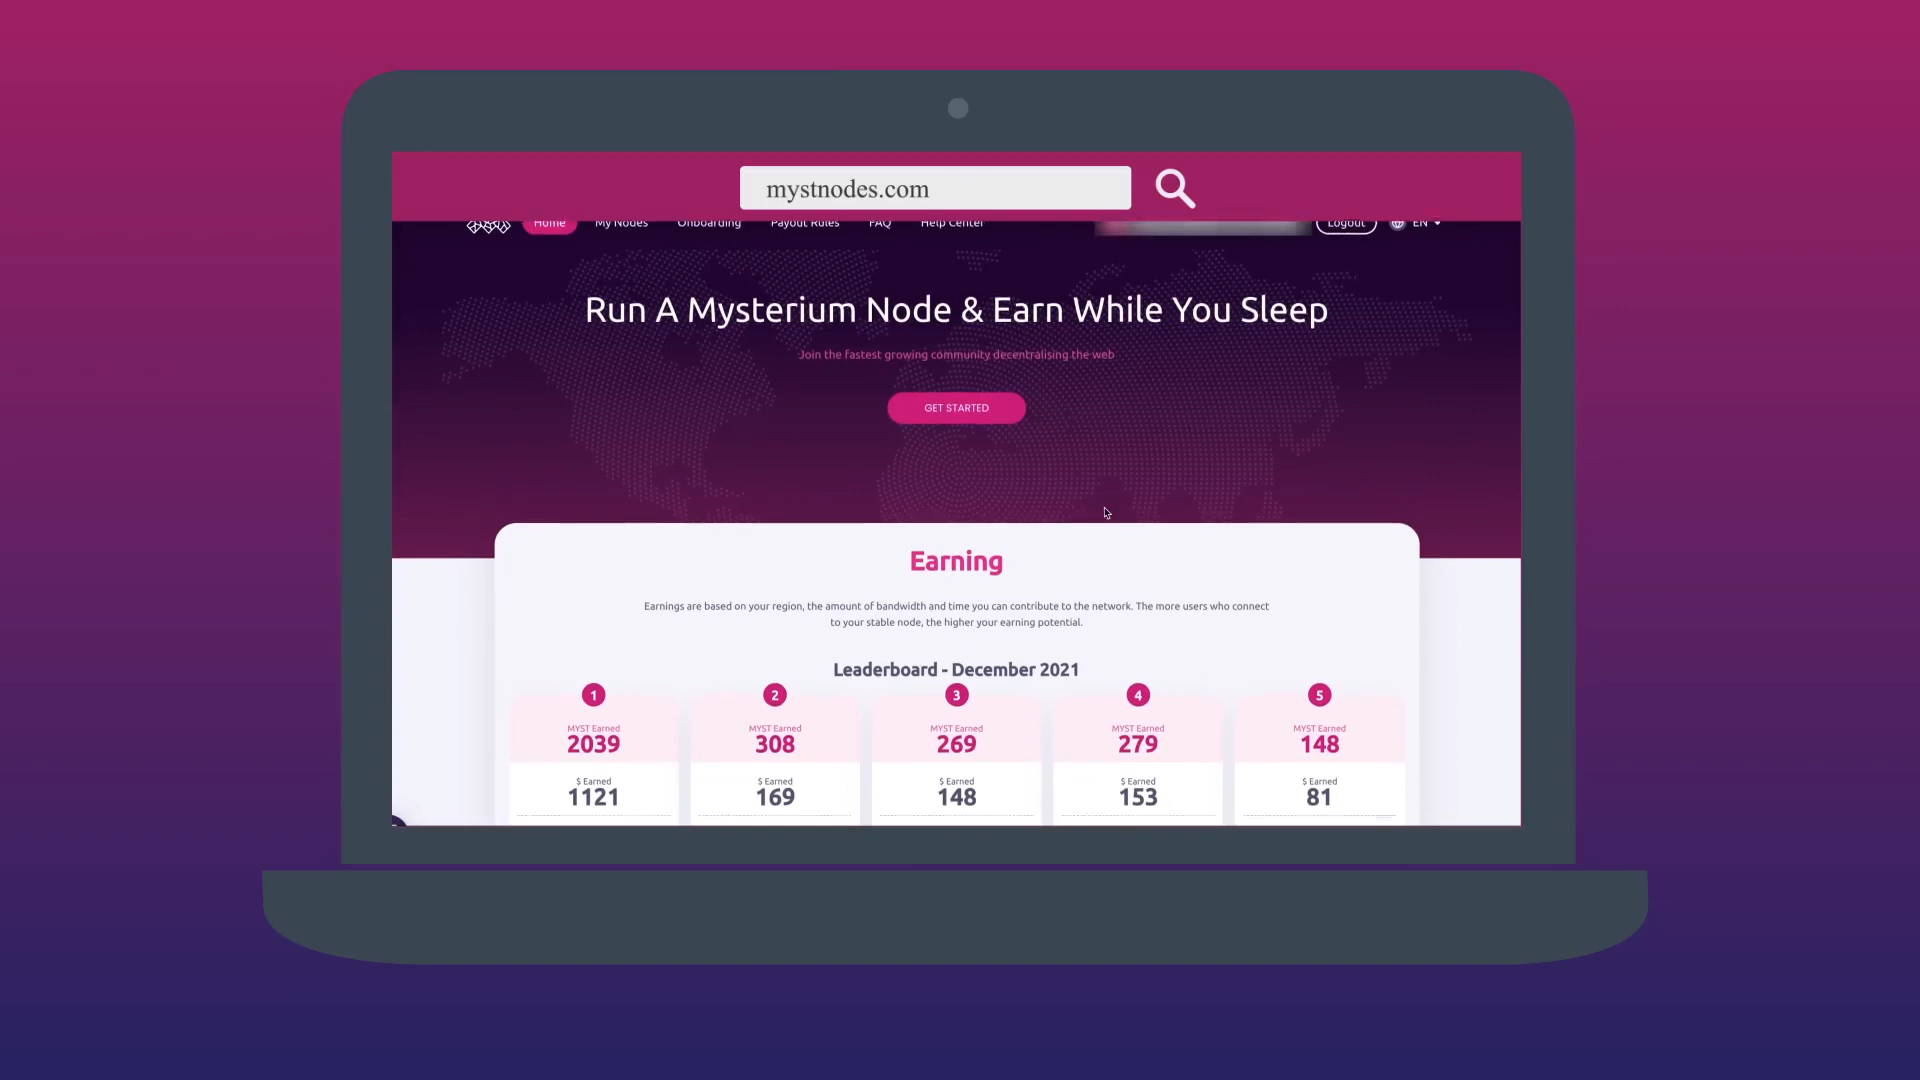 mystnodes.com
Home My Nodes Onboarding Payout Rules FAQ Help Center Logout EN
Run A Mysterium Node & Earn While You Sleep
Join the fastest growing community decentralising the web
GET STARTED
Earning
Earnings are based on your region, the amount of bandwidth and time you can contribute to the network. The more users who connect
to your stable node, the higher your earning potential.
Leaderboard - December 2021
1 2 3 4 5
MYST Earned MYST Earned MYST Earned MYST Earned MYST Earned
2039 308 269 279 148
$ Earned $ Earned $ Earned $ Earned $ Earned
1121 169 148 153 81